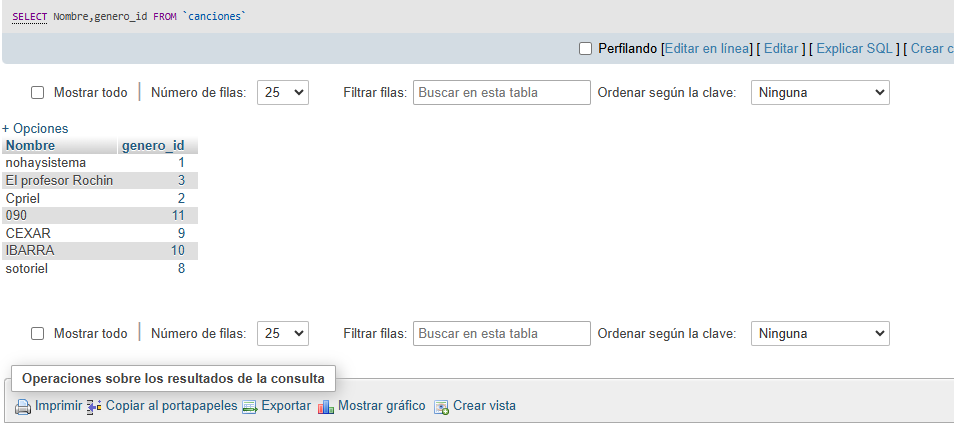 SELECT Nombre,genero_id FROM `canciones`
Perfilando [Editar en línea] [ Editar ] [ Explicar SQL ] [ Crear c
Mostrar todo | Número de filas: 25 Filtrar filas: Buscar en esta tabla Ordenar según la clave: Ninguna
+ Opciones
Nombre genero_id
nohaysistema 1
El profesor Rochin 3
Cpriel 2
090 11
CEXAR 9
IBARRA 10
sotoriel 8
Mostrar todo | Número de filas: 25 Filtrar filas: Buscar en esta tabla Ordenar según la clave: Ninguna
Operaciones sobre los resultados de la consulta
Imprimir Copiar al portapapeles Exportar Mostrar gráfico Crear vista